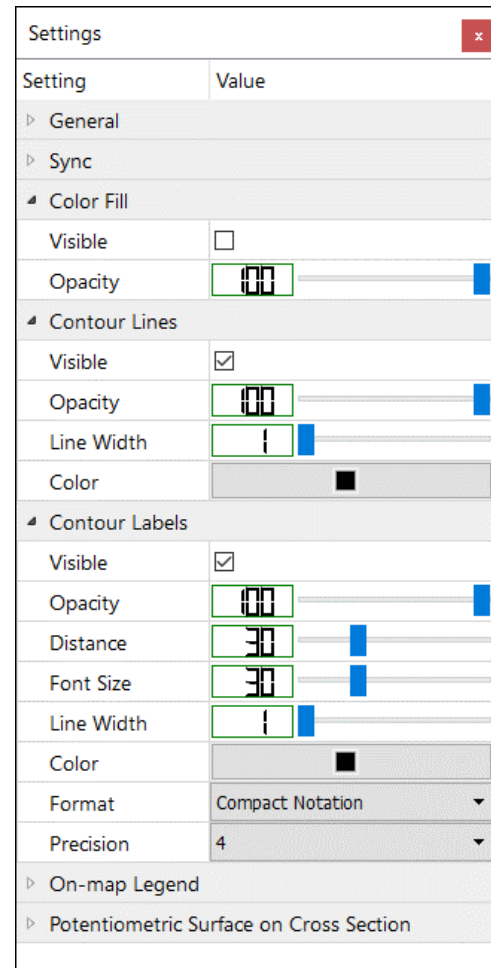 Settings x
Setting Value
General
Sync
Color Fill
Visible
Opacity 100
Contour Lines
Visible
Opacity 100
Line Width 1
Color
Contour Labels
Visible
Opacity 100
Distance 30
Font Size 30
Line Width 1
Color
Format Compact Notation
Precision 4
On-map Legend
Potentiometric Surface on Cross Section